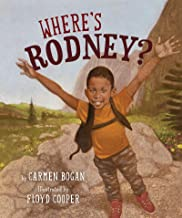 WHERE'S
RODNEY?
by CARMEN BOGAN
illustrated by
FLOYD COOPER